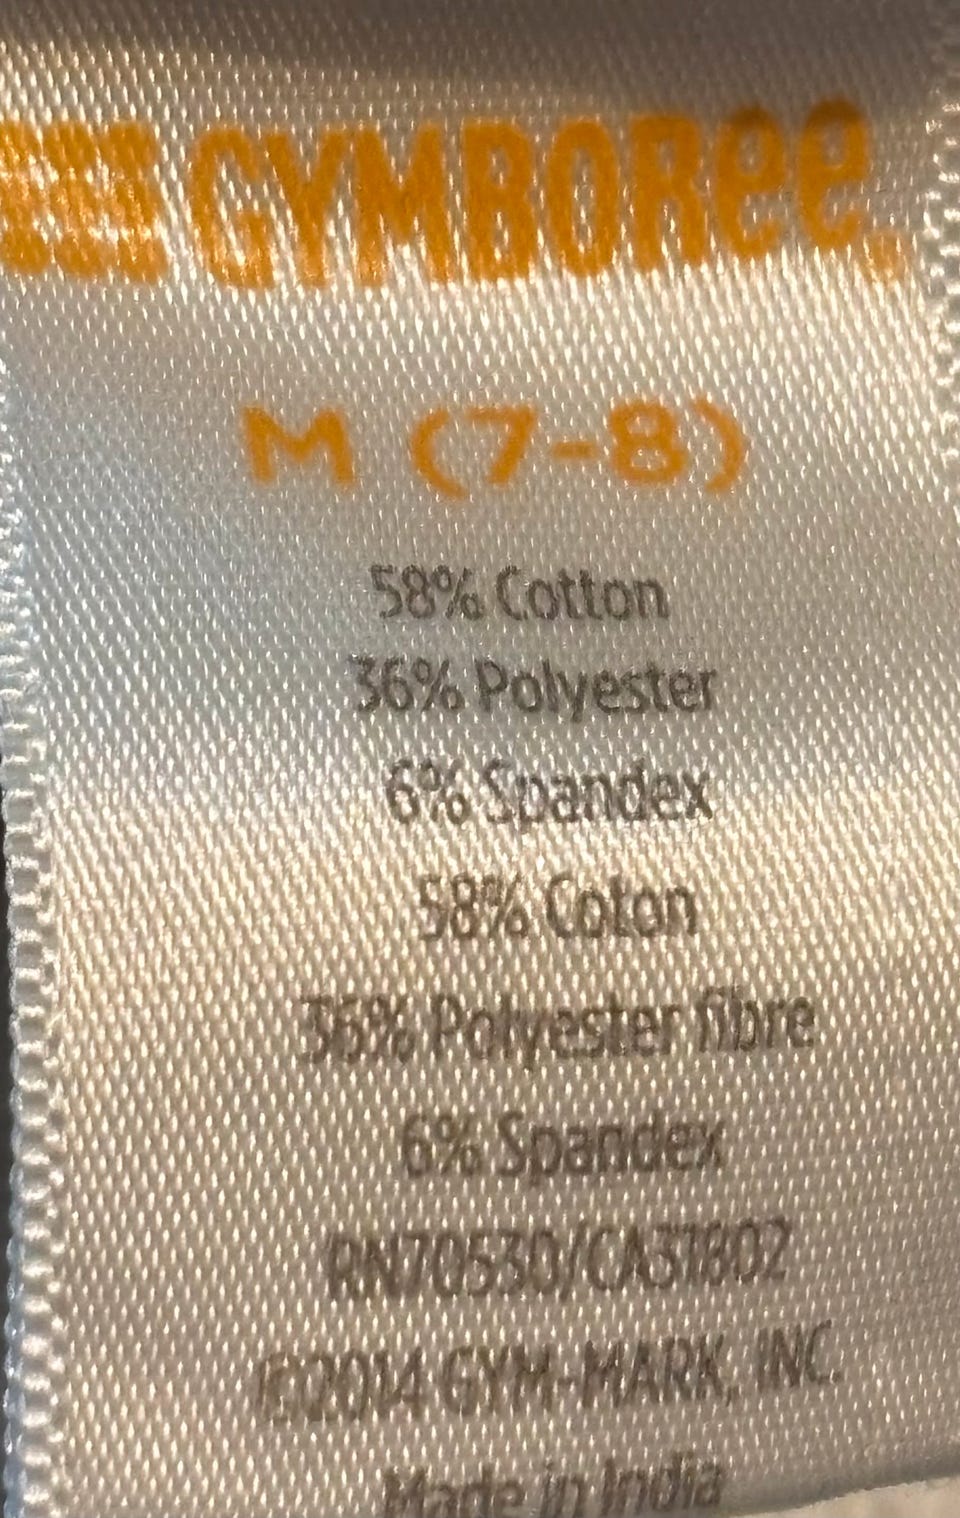 GYMBOREE
M (7-8)
58% Cotton
36% Polyester
6% Spandex
58% Coton
36% Polyester fibre
6% Spandex
RN70530/CA37802
©2014 GYM-MARK, INC.
Made in India